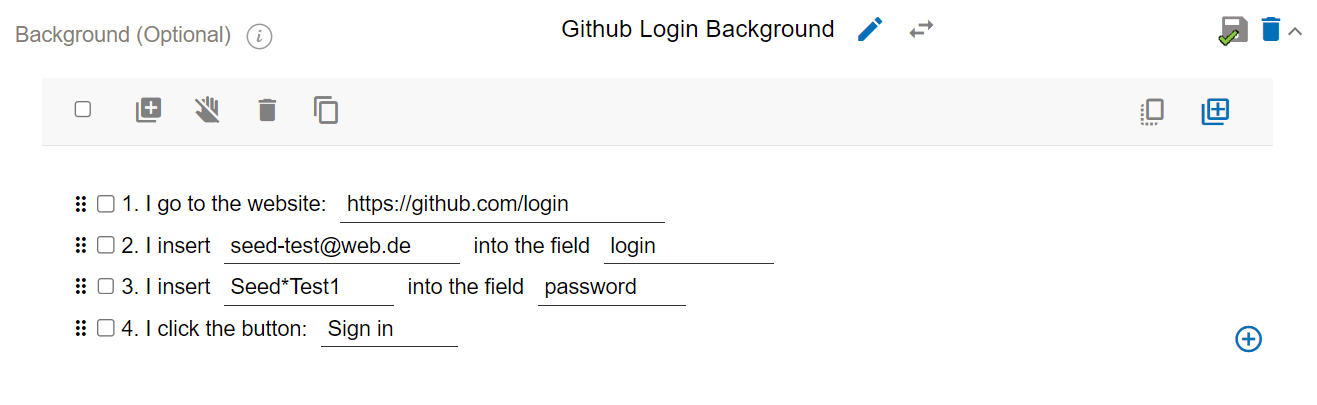 Background (Optional) i Github Login Background
1. I go to the website: https://github.com/login
2. I insert seed-test@web.de into the field login
3. I insert Seed*Test1 into the field password
4. I click the button: Sign in